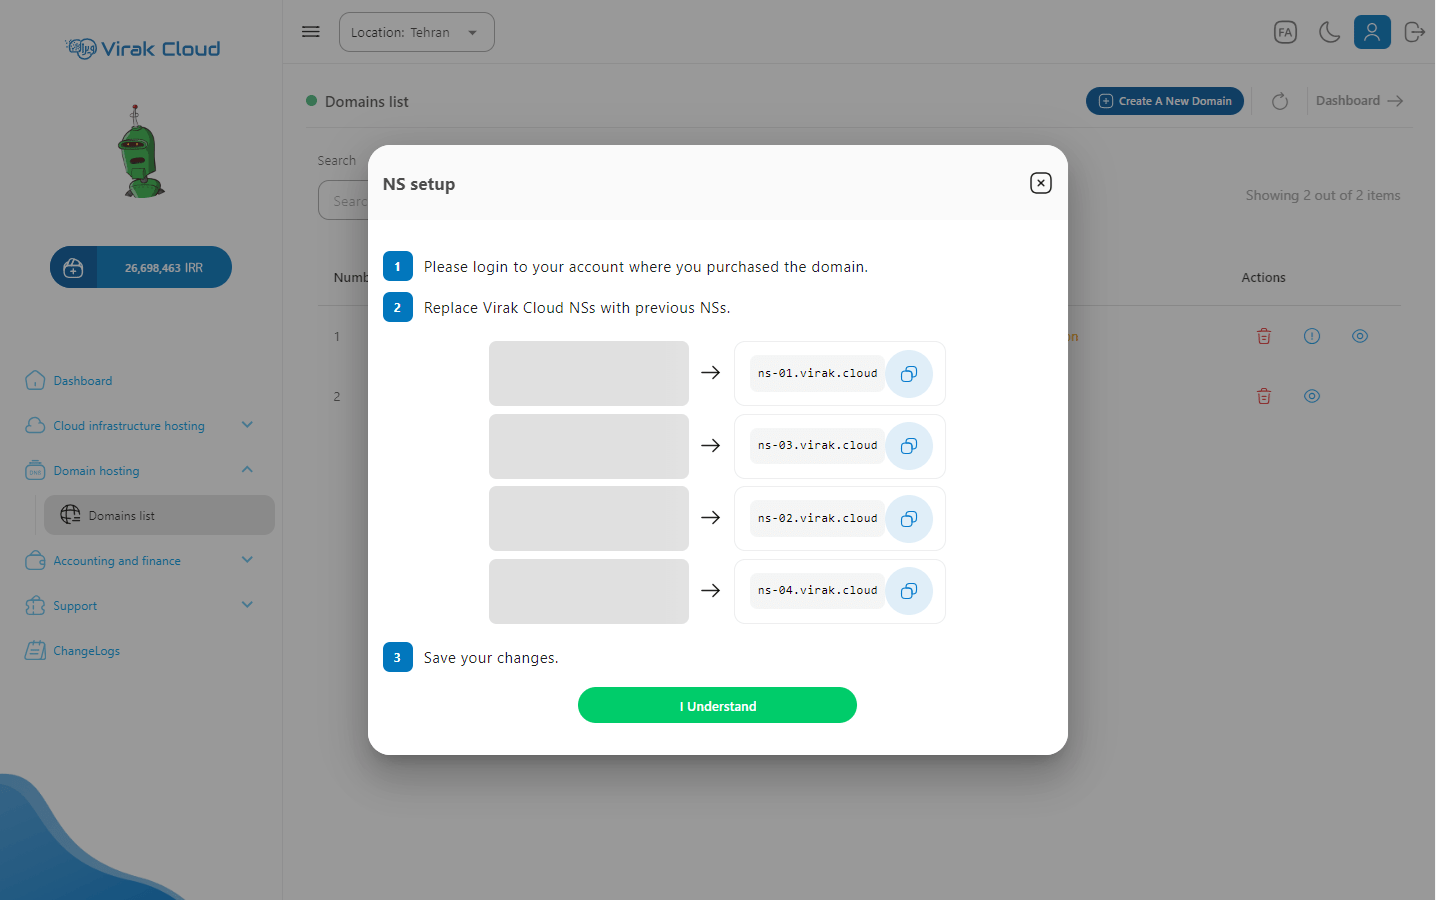 Virak Cloud
26,698,463 IRR
Dashboard
Cloud infrastructure hosting
Domain hosting
Domains list
Accounting and finance
Support
ChangeLogs
Location: Tehran
FA
Domains list
Create A New Domain
Dashboard
Search
Searc
Showing 2 out of 2 items
Numb
Actions
1
on
2
NS setup
1 Please login to your account where you purchased the domain.
2 Replace Virak Cloud NSs with previous NSs.
ns-01.virak.cloud
ns-03.virak.cloud
ns-02.virak.cloud
ns-04.virak.cloud
3 Save your changes.
I Understand